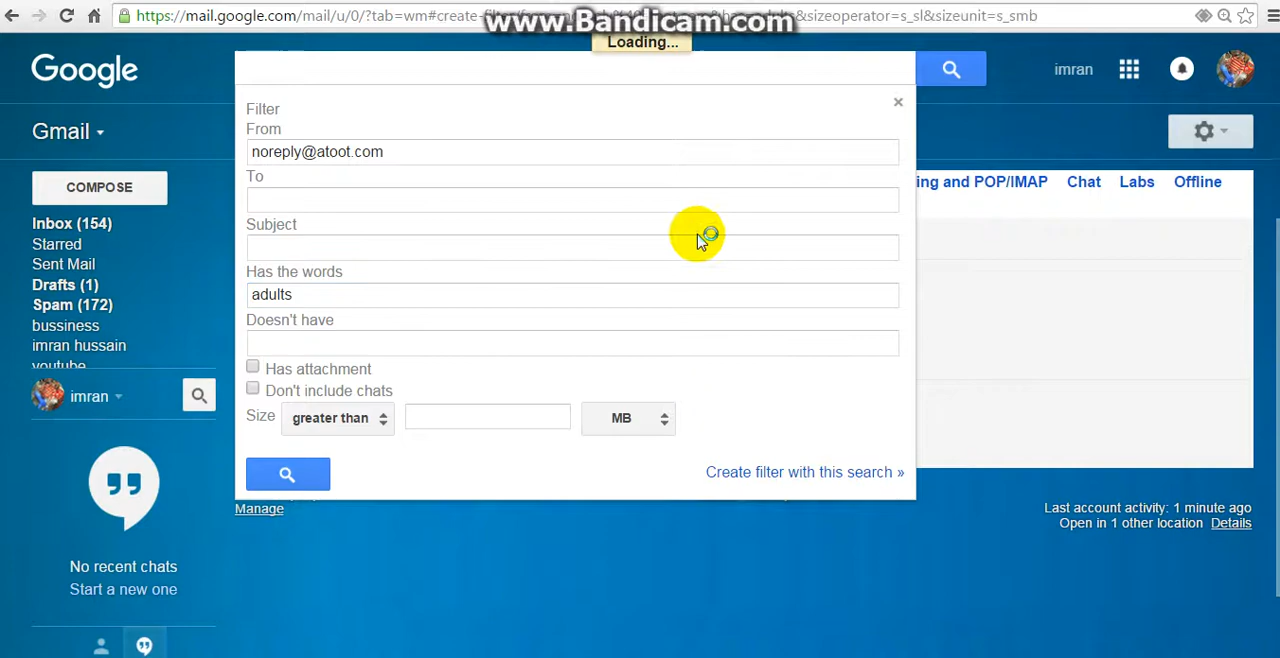 https://mail.google.com/mail/u/0/?tab=wm#create-filter/
&sizeoperator=s_sl&sizeunit=s_smb
www.Bandicam.com
Loading...
Google
imran
Gmail
Filter
From
noreply@atoot.com
To
Subject
Has the words
adults
Doesn't have
Has attachment
Don't include chats
Size greater than MB
Create filter with this search »
COMPOSE
Inbox (154)
Starred
Sent Mail
Drafts (1)
Spam (172)
bussiness
imran hussain
youtube
imran
No recent chats
Start a new one
ing and POP/IMAP Chat Labs Offline
Manage
Last account activity: 1 minute ago
Open in 1 other location Details